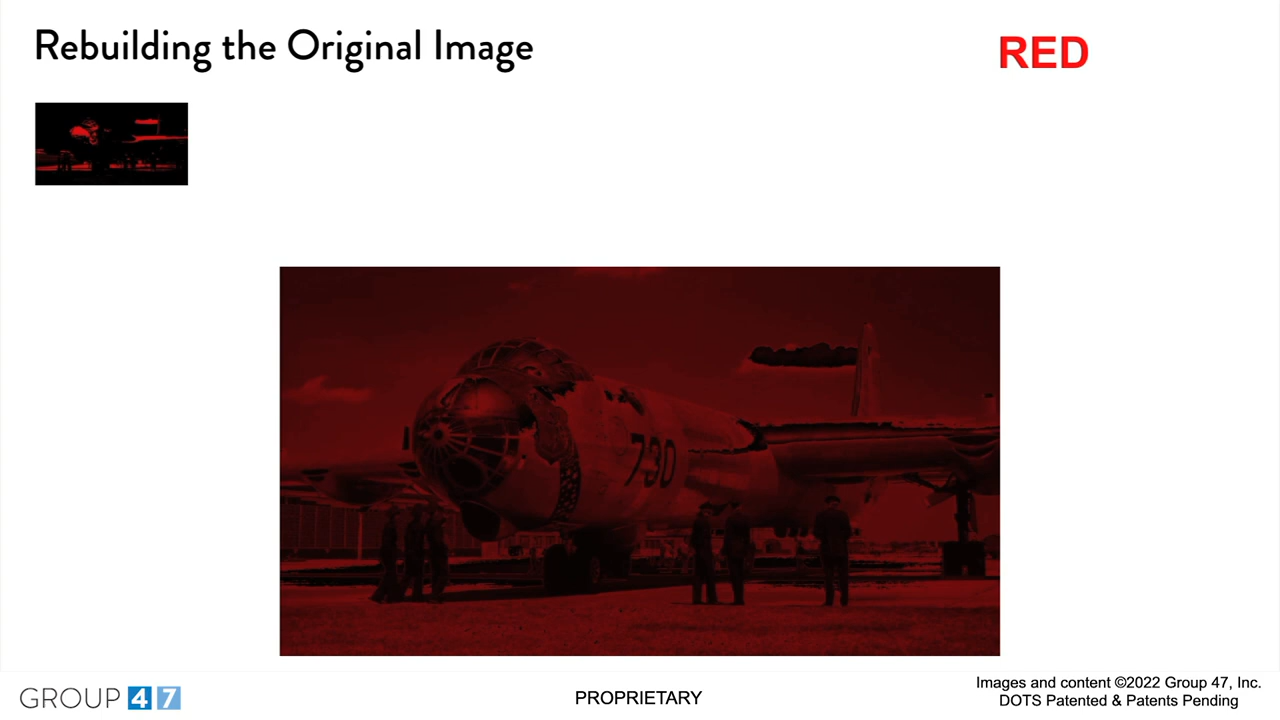 Rebuilding the Original Image
RED
730
GROUP 47
PROPRIETARY
Images and content ©2022 Group 47, Inc.
DOTS Patented & Patents Pending